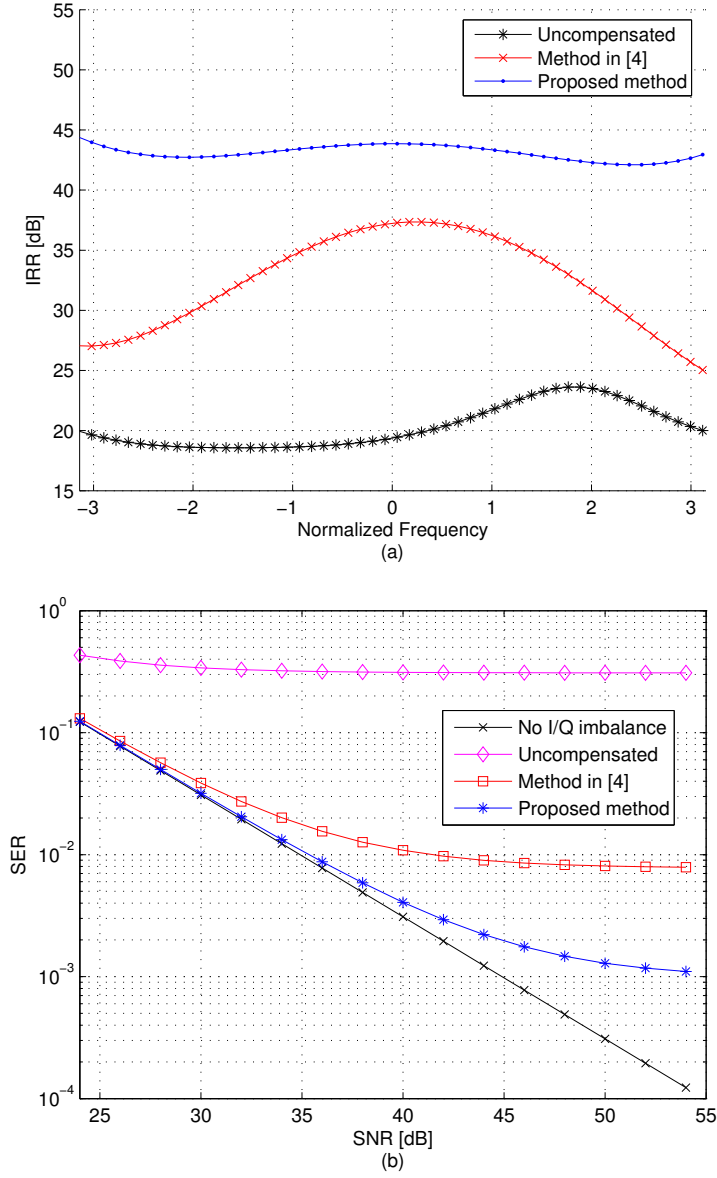 55
50
45
40
35
30
25
20
15
IRR [dB]
Uncompensated
Method in [4]
Proposed method
−3 −2 −1 0 1 2 3
Normalized Frequency
(a)
10^0
10^−1
10^−2
10^−3
10^−4
SER
No I/Q imbalance
Uncompensated
Method in [4]
Proposed method
25 30 35 40 45 50 55
SNR [dB]
(b)